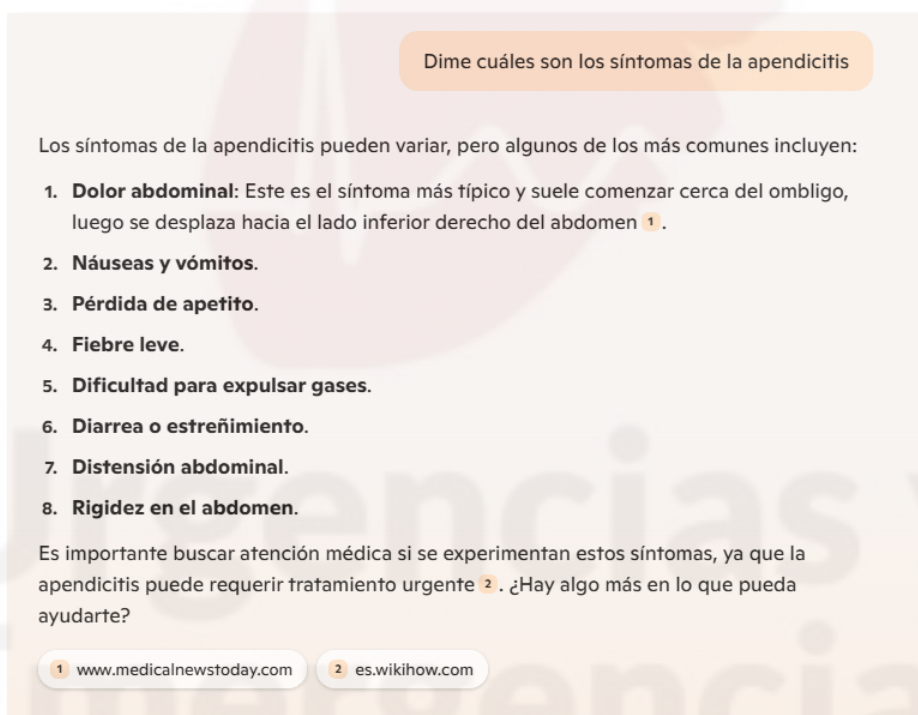 Dime cuáles son los síntomas de la apendicitis
Los síntomas de la apendicitis pueden variar, pero algunos de los más comunes incluyen:
1. Dolor abdominal: Este es el síntoma más típico y suele comenzar cerca del ombligo,
luego se desplaza hacia el lado inferior derecho del abdomen 1.
2. Náuseas y vómitos.
3. Pérdida de apetito.
4. Fiebre leve.
5. Dificultad para expulsar gases.
6. Diarrea o estreñimiento.
7. Distensión abdominal.
8. Rigidez en el abdomen.
Es importante buscar atención médica si se experimentan estos síntomas, ya que la
apendicitis puede requerir tratamiento urgente 2. ¿Hay algo más en lo que pueda
ayudarte?
1 www.medicalnewstoday.com 2 es.wikihow.com